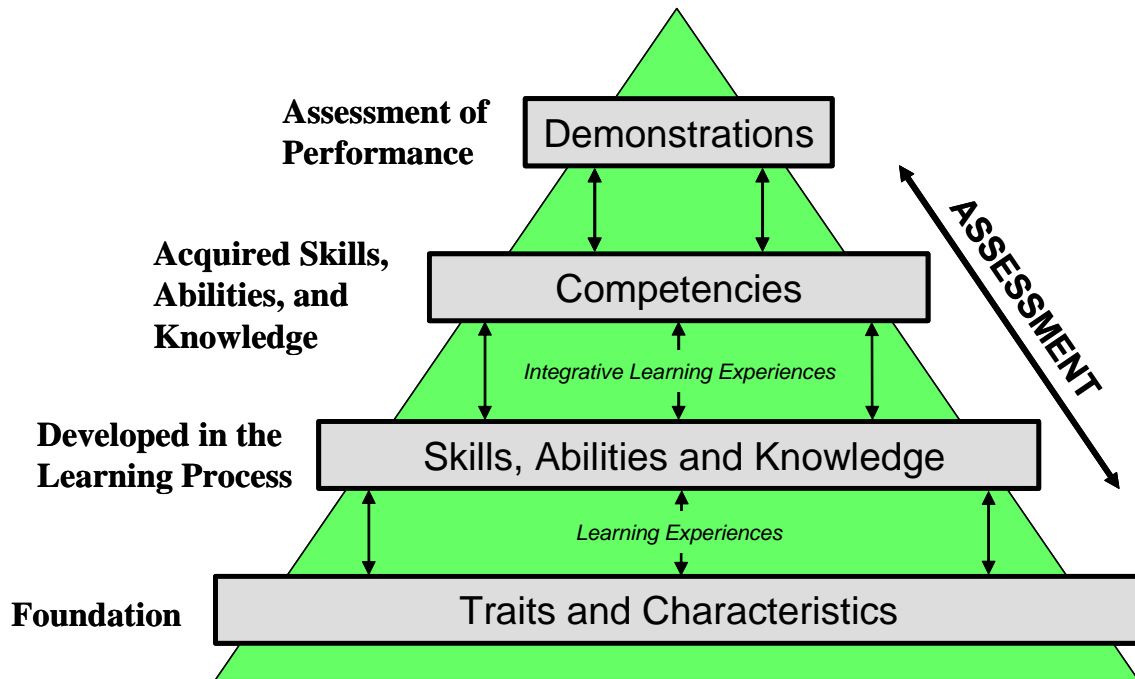 Assessment of
Performance
Demonstrations
ASSESSMENT
Acquired Skills,
Abilities, and
Knowledge
Competencies
Integrative Learning Experiences
Developed in the
Learning Process
Skills, Abilities and Knowledge
Learning Experiences
Foundation
Traits and Characteristics